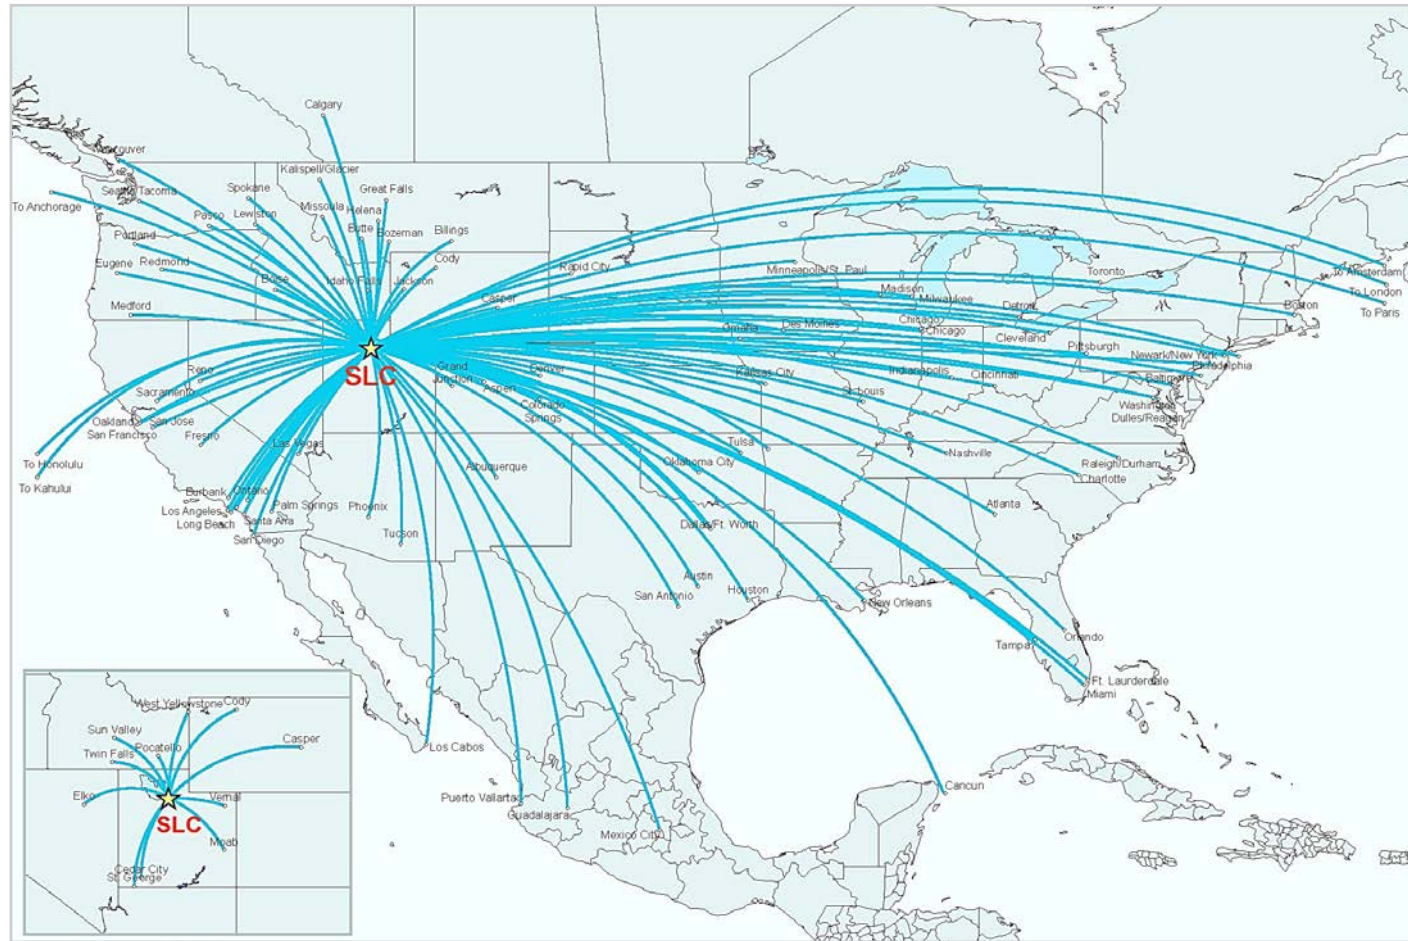 Calgary
Vancouver
Kalispell/Glacier
Seattle/Tacoma
Spokane
Great Falls
To Anchorage
Pasco
Lewiston
Missoula
Helena
Portland
Butte
Bozeman
Billings
Eugene
Redmond
Cody
Boise
Idaho Falls
Jackson
Rapid City
Minneapolis/St. Paul
Toronto
To Amsterdam
To London
To Paris
Medford
Casper
Madison
Milwaukee
Detroit
Boston
Chicago
Chicago
Omaha
Des Moines
Cleveland
Pittsburgh
Newark/New York
Philadelphia
SLC
Reno
Grand
Junction
Aspen
Denver
Kansas City
Indianapolis
Cincinnati
Baltimore
Sacramento
Colorado
Springs
St. Louis
Washington
Dulles/Reagan
Oakland
San Jose
San Francisco
Fresno
Las Vegas
Tulsa
Nashville
To Honolulu
Albuquerque
Oklahoma City
Raleigh/Durham
Charlotte
To Kahului
Burbank
Ontario
Los Angeles
Palm Springs
Phoenix
Long Beach
Santa Ana
Atlanta
San Diego
Tucson
Dallas/Ft. Worth
Austin
San Antonio
Houston
New Orleans
Orlando
Tampa
Ft. Lauderdale
Miami
Los Cabos
Puerto Vallarta
Guadalajara
Mexico City
Cancun
West Yellowstone
Cody
Sun Valley
Pocatello
Casper
Twin Falls
Elko
Vernal
SLC
Moab
Cedar City
St. George